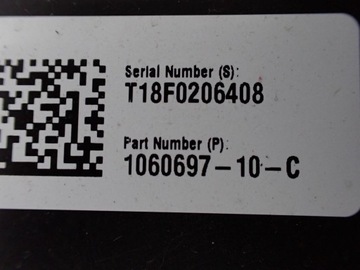 Serial Number (S):
T18F0206408
Part Number (P):
1060697-10-C